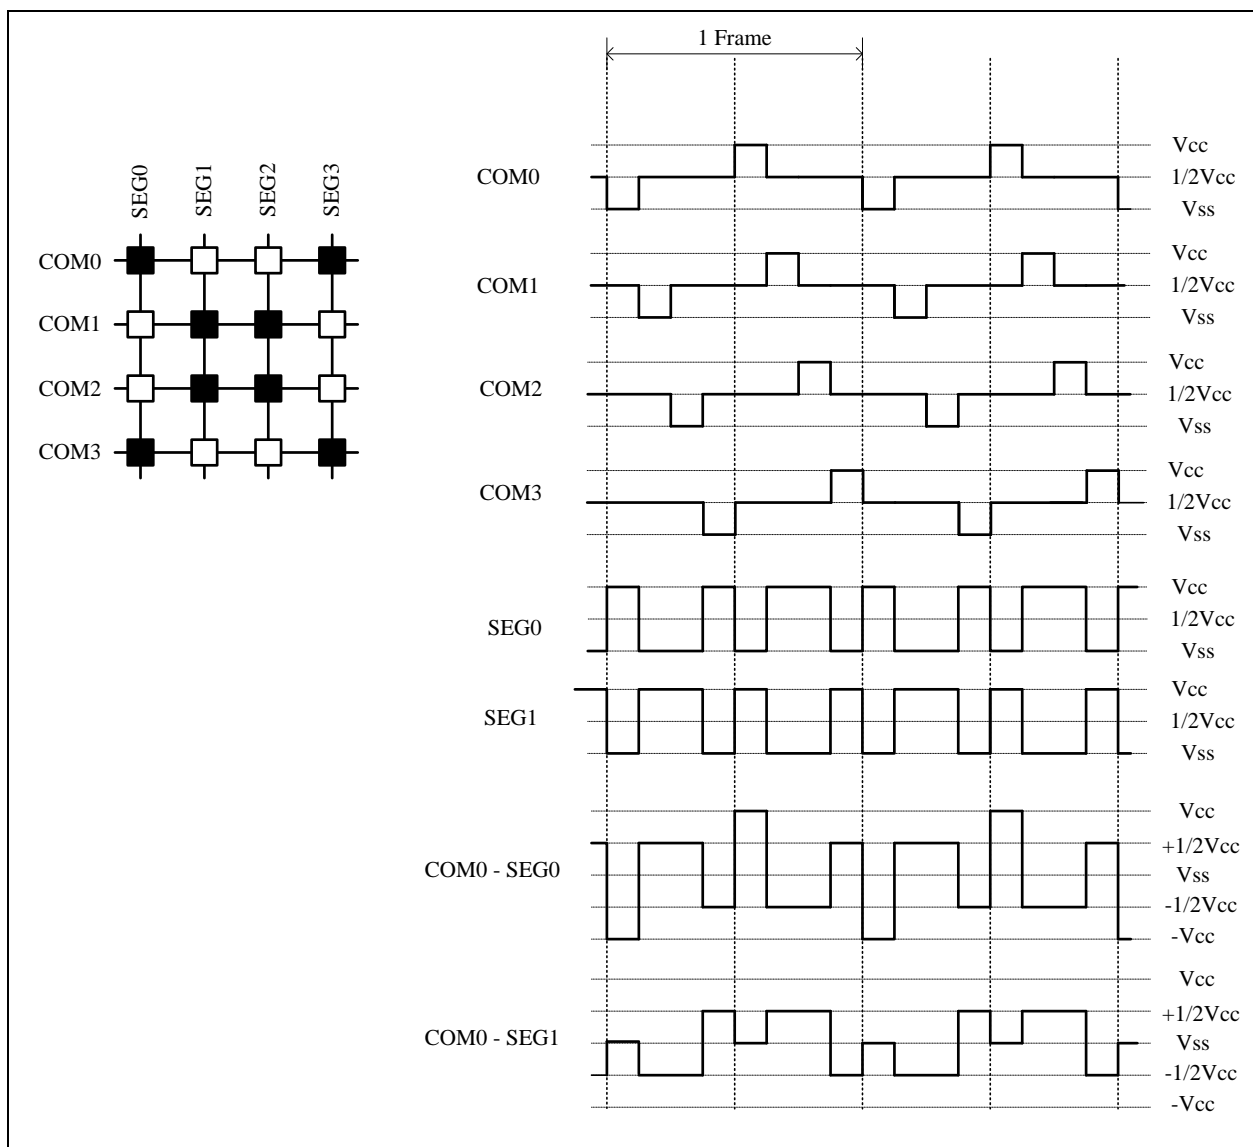 1 Frame
SEG0
SEG1
SEG2
SEG3
COM0
COM1
COM2
COM3
COM0
Vcc
1/2Vcc
Vss
COM1
Vcc
1/2Vcc
Vss
COM2
Vcc
1/2Vcc
Vss
COM3
Vcc
1/2Vcc
Vss
SEG0
Vcc
1/2Vcc
Vss
SEG1
Vcc
1/2Vcc
Vss
COM0 - SEG0
Vcc
+1/2Vcc
Vss
-1/2Vcc
-Vcc
COM0 - SEG1
Vcc
+1/2Vcc
Vss
-1/2Vcc
-Vcc